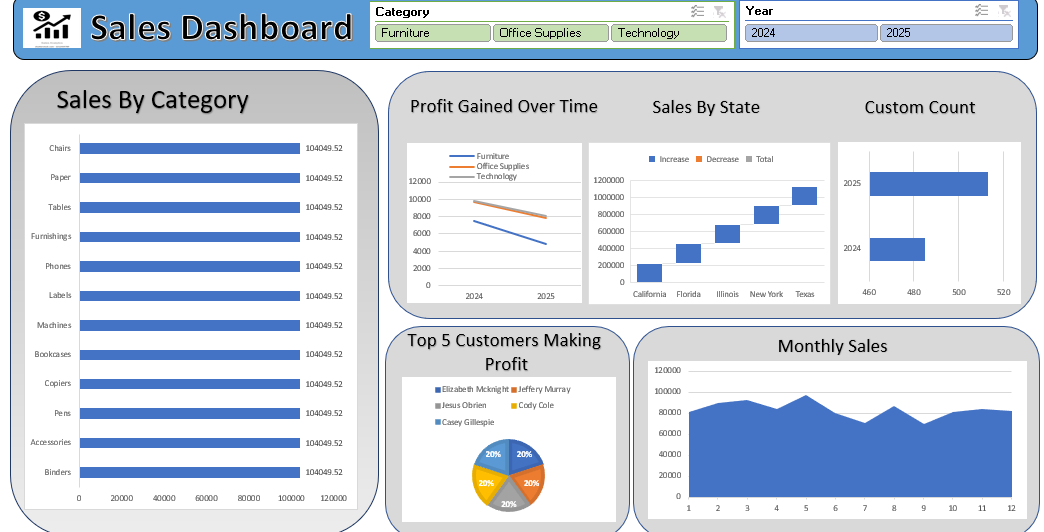 Sales Dashboard
Category
Furniture
Office Supplies
Technology
Year
2024
2025
Sales By Category
Chairs 104049.52
Paper 104049.52
Tables 104049.52
Furnishings 104049.52
Phones 104049.52
Labels 104049.52
Machines 104049.52
Bookcases 104049.52
Copiers 104049.52
Pens 104049.52
Accessories 104049.52
Binders 104049.52
0 20000 40000 60000 80000 100000 120000
Profit Gained Over Time
Furniture
Office Supplies
Technology
12000
10000
8000
6000
4000
2000
0
2024 2025
Sales By State
Increase Decrease Total
1200000
1000000
800000
600000
400000
200000
0
California Florida Illinois New York Texas
Custom Count
2025
2024
460 480 500 520
Top 5 Customers Making
Profit
Elizabeth Mcknight Jeffery Murray
Jesus Obrien Cody Cole
Casey Gillespie
20% 20%
20% 20%
20%
Monthly Sales
120000
100000
80000
60000
40000
20000
0
1 2 3 4 5 6 7 8 9 10 11 12